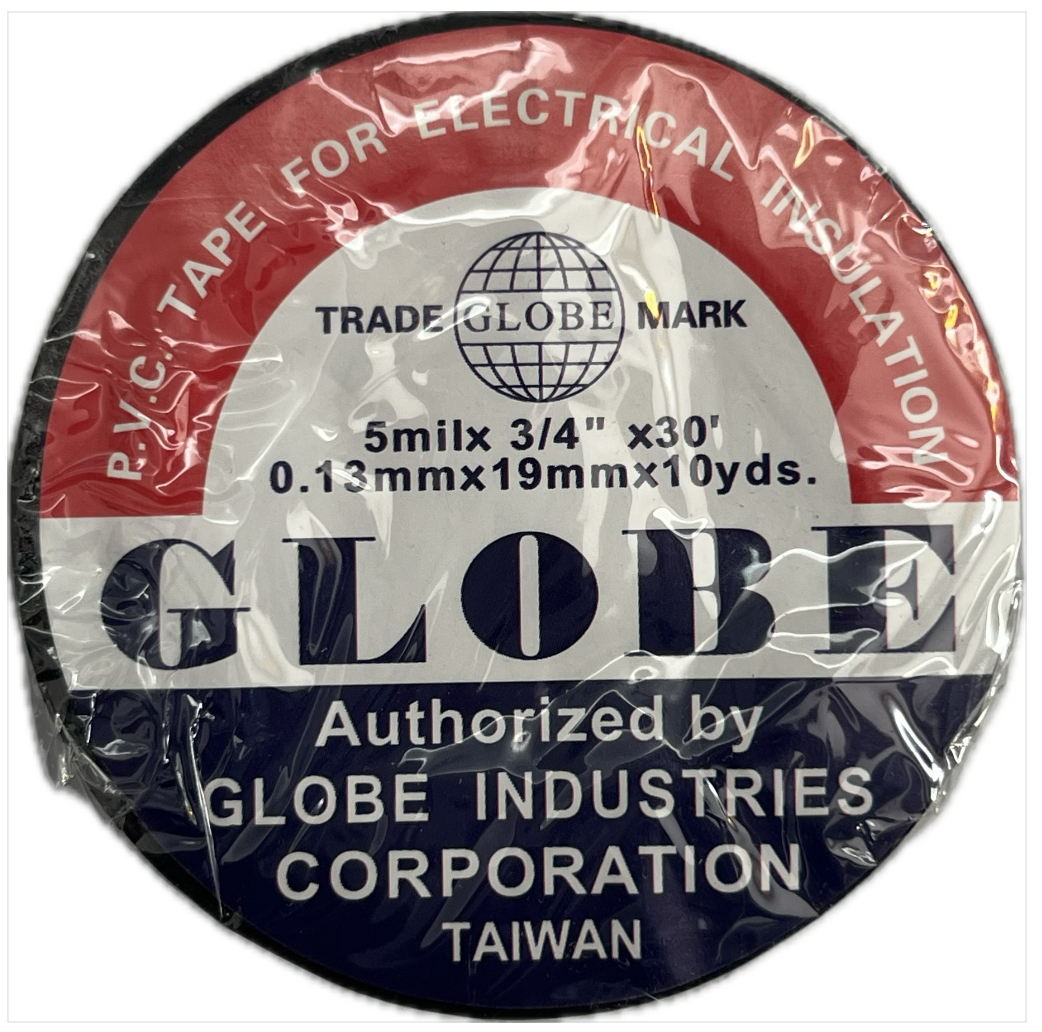 P.V.C. TAPE FOR ELECTRICAL INSULATION
TRADE GLOBE MARK
5milx 3/4" x30'
0.13mmx19mmx10yds.
GLOBE
Authorized by
GLOBE INDUSTRIES
CORPORATION
TAIWAN